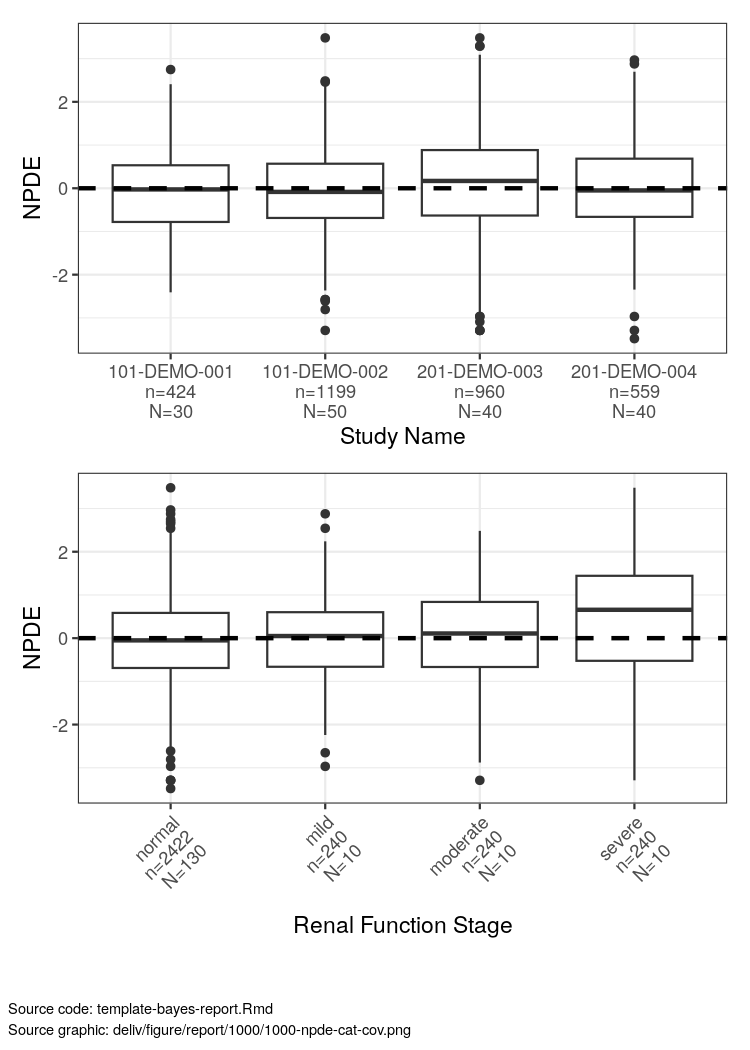 NPDE
2
0
-2
101-DEMO-001 101-DEMO-002 201-DEMO-003 201-DEMO-004
n=424 n=1199 n=960 n=559
N=30 N=50 N=40 N=40
Study Name
NPDE
2
0
-2
normal
n=2422
N=130
mild
n=240
N=10
moderate
n=240
N=10
severe
n=240
N=10
Renal Function Stage
Source code: template-bayes-report.Rmd
Source graphic: deliv/figure/report/1000/1000-npde-cat-cov.png